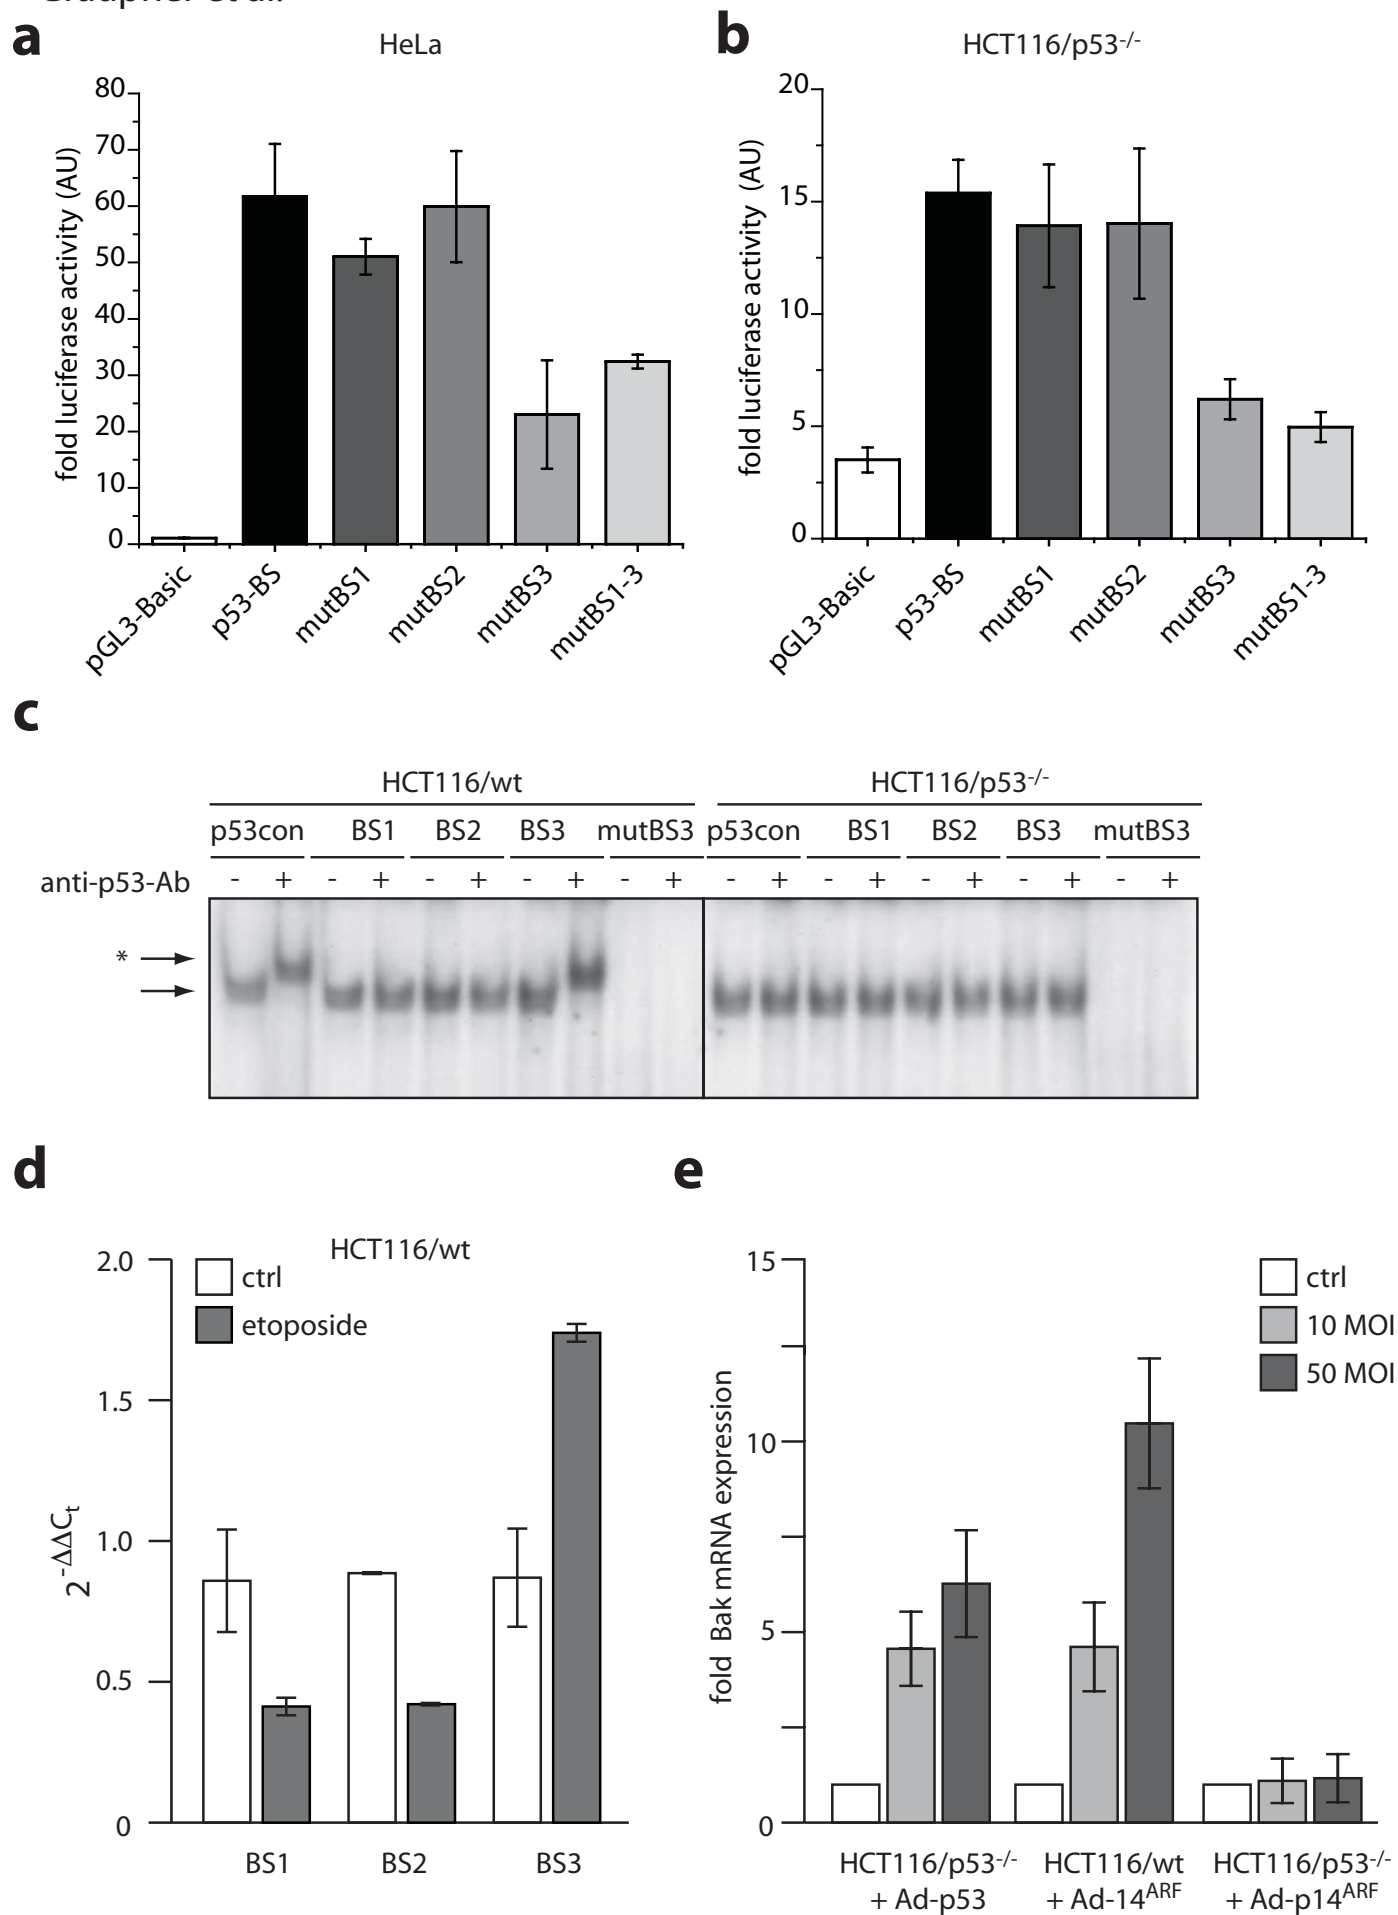 a
HeLa
fold luciferase activity (AU)
80
70
60
50
40
30
20
10
0
pGL3-Basic
p53-BS
mutBS1
mutBS2
mutBS3
mutBS1-3
b
HCT116/p53-/-
fold luciferase activity (AU)
20
15
10
5
0
pGL3-Basic
p53-BS
mutBS1
mutBS2
mutBS3
mutBS1-3
c
HCT116/wt HCT116/p53-/-
p53con BS1 BS2 BS3 mutBS3 p53con BS1 BS2 BS3 mutBS3
anti-p53-Ab - + - + - + - + - + - + - + - + - + - +
*
d
HCT116/wt
ctrl
etoposide
2-ΔΔCt
2.0
1.5
1.0
0.5
0
BS1 BS2 BS3
e
ctrl
10 MOI
50 MOI
fold Bak mRNA expression
15
10
5
0
HCT116/p53-/-
+ Ad-p53
HCT116/wt
+ Ad-14ARF
HCT116/p53-/-
+ Ad-p14ARF